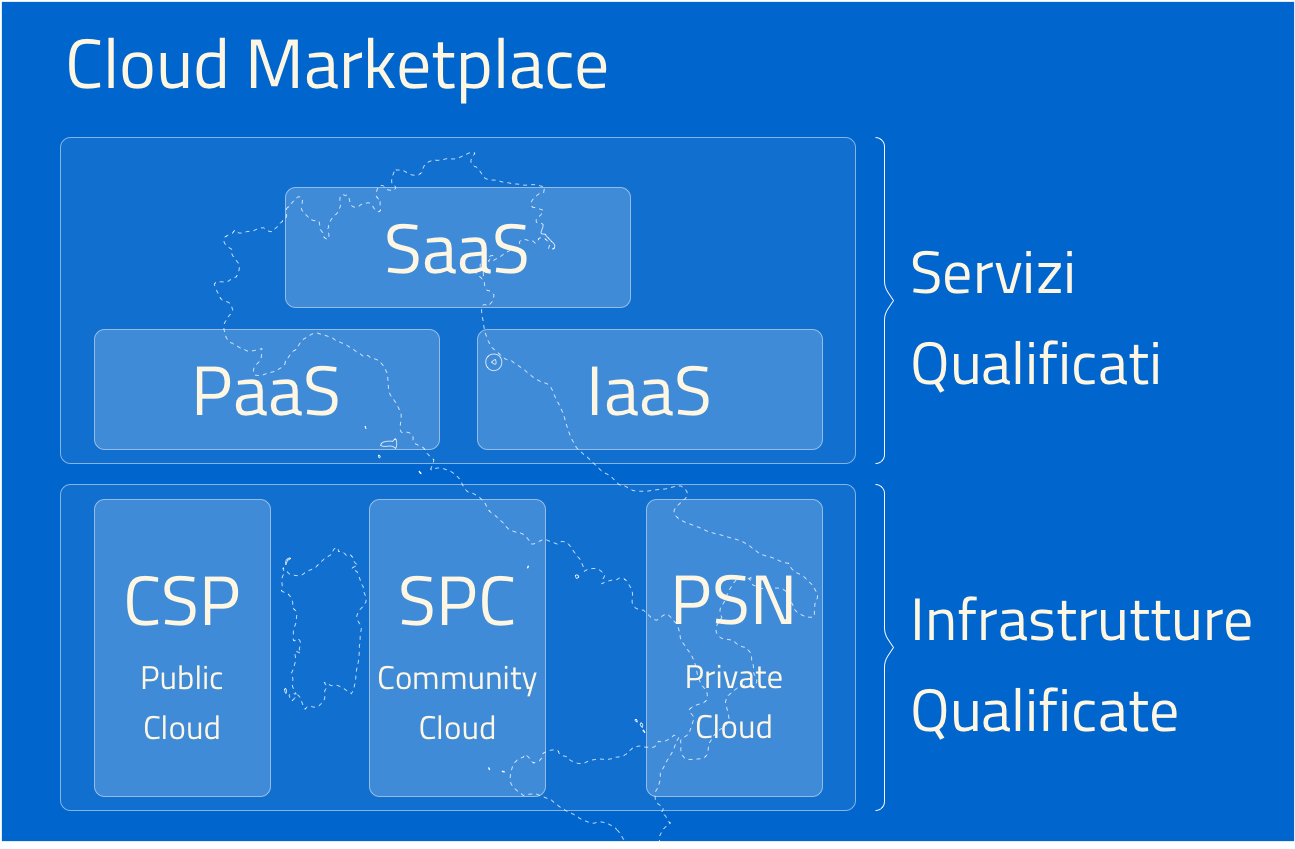 Cloud Marketplace
SaaS
PaaS
IaaS
Servizi
Qualificati
CSP
Public
Cloud
SPC
Community
Cloud
PSN
Private
Cloud
Infrastrutture
Qualificate